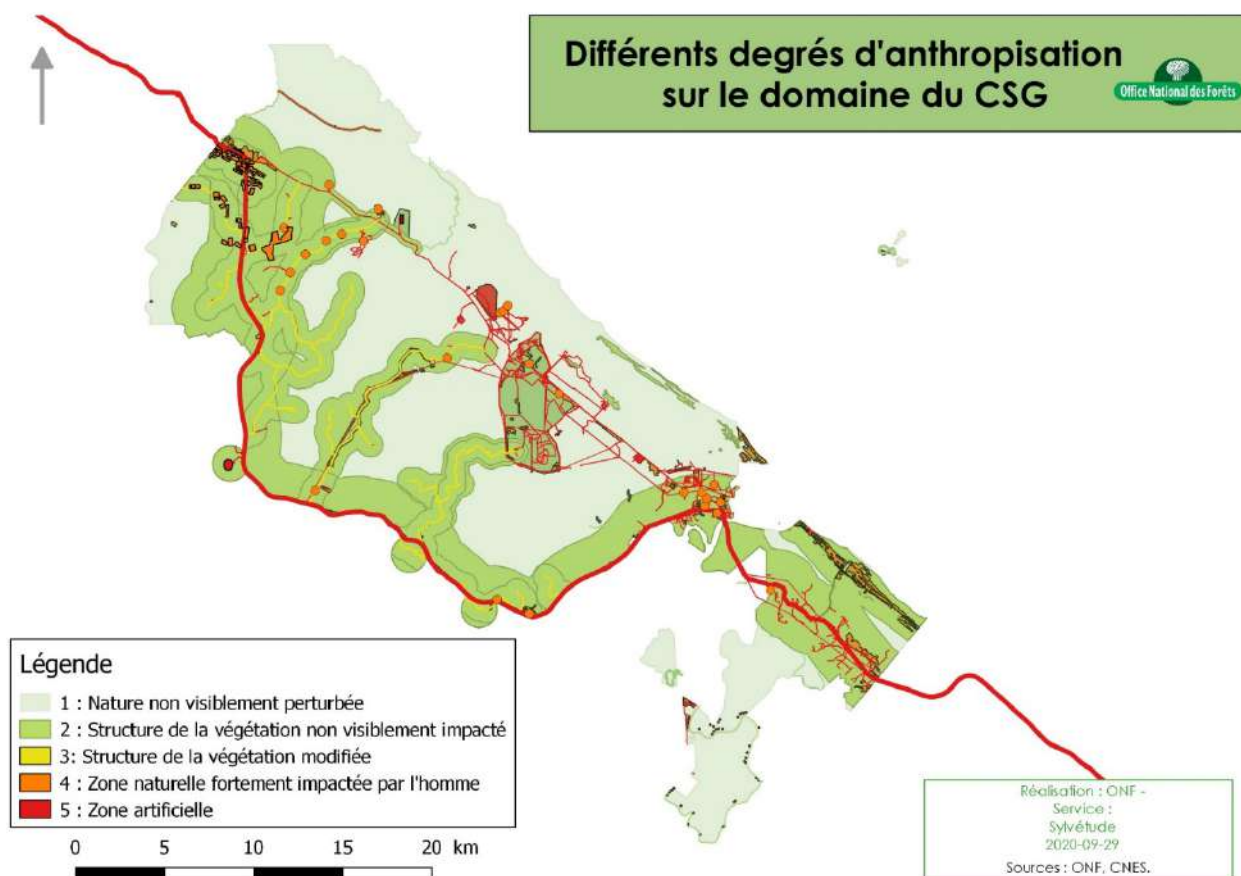 Différents degrés d'anthropisation
sur le domaine du CSG
Office National des Forêts
Légende
1 : Nature non visiblement perturbée
2 : Structure de la végétation non visiblement impacté
3: Structure de la végétation modifiée
4 : Zone naturelle fortement impactée par l'homme
5 : Zone artificielle
0 5 10 15 20 km
Réalisation : ONF -
Service :
Sylvétude
2020-09-29
Sources : ONF, CNES.